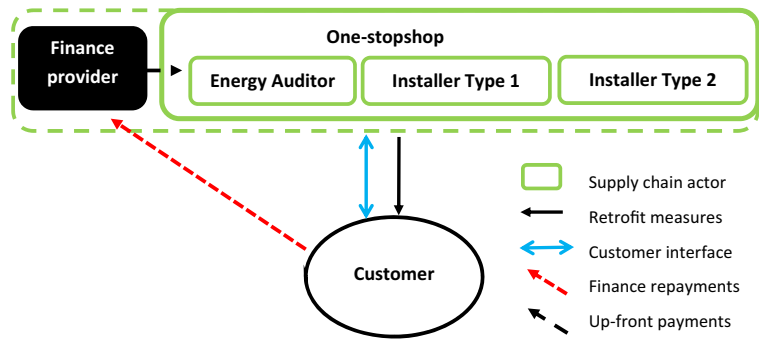 Finance
provider
One-stopshop
Energy Auditor
Installer Type 1
Installer Type 2
Customer
Supply chain actor
Retrofit measures
Customer interface
Finance repayments
Up-front payments